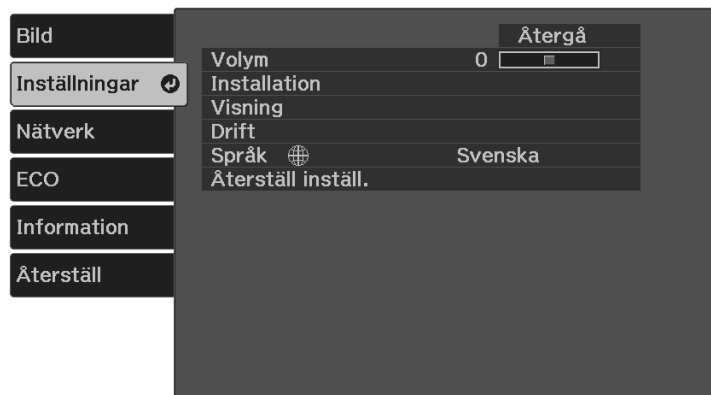 Bild
Inställningar
Nätverk
ECO
Information
Återställ
Återgå
Volym 0
Installation
Visning
Drift
Språk Svenska
Återställ inställ.